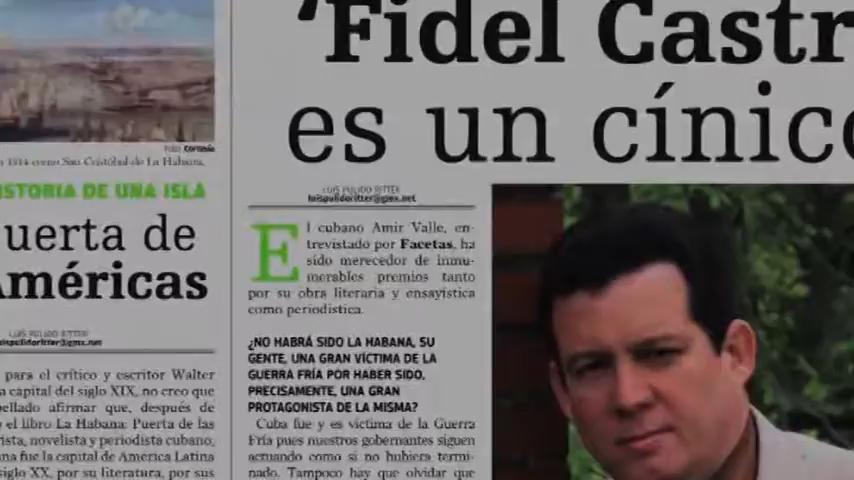 ‘Fidel Castr
es un cínico
FOTO: Cortesía
n 1514 como San Cristóbal de La Habana.
ISTORIA DE UNA ISLA
uerta de
Américas
LUIS PULIDO RITTER
luispulidoritter@gmx.net
para el crítico y escritor Walter
a capital del siglo XIX, no creo que
bellado afirmar que, después de
o el libro La Habana: Puerta de las
rista, novelista y periodista cubano,
na fue la capital de América Latina
siglo XX, por su literatura, por sus
LUIS PULIDO RITTER
luispulidoritter@gmx.net
El cubano Amir Valle, en-
trevistado por Facetas, ha
sido merecedor de innu-
merables premios tanto
por su obra literaria y ensayística
como periodística.
¿NO HABRÁ SIDO LA HABANA, SU
GENTE, UNA GRAN VÍCTIMA DE LA
GUERRA FRÍA POR HABER SIDO,
PRECISAMENTE, UNA GRAN
PROTAGONISTA DE LA MISMA?
Cuba fue y es víctima de la Guerra
Fría pues nuestros gobernantes siguen
actuando como si no hubiera termi-
nado. Tampoco hay que olvidar que